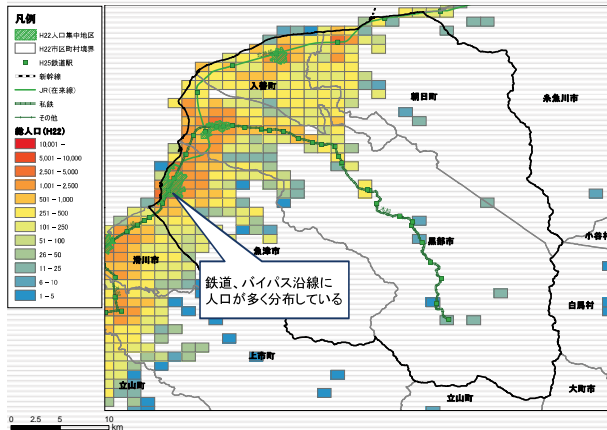 凡例
H22人口集中地区
H22市区町村境界
H25鉄道駅
新幹線
JR(在来線)
私鉄
その他
総人口(H22)
10,001 -
5,001 - 10,000
2,501 - 5,000
1,001 - 2,500
501 - 1,000
251 - 500
101 - 250
51 - 100
26 - 50
11 - 25
6 - 10
1 - 5
入善町
朝日町
糸魚川市
黒部市
小谷村
魚津市
滑川市
白馬村
鉄道、バイパス沿線に
人口が多く分布している
上市町
立山町
立山町
大町市
0 2.5 5 10
km